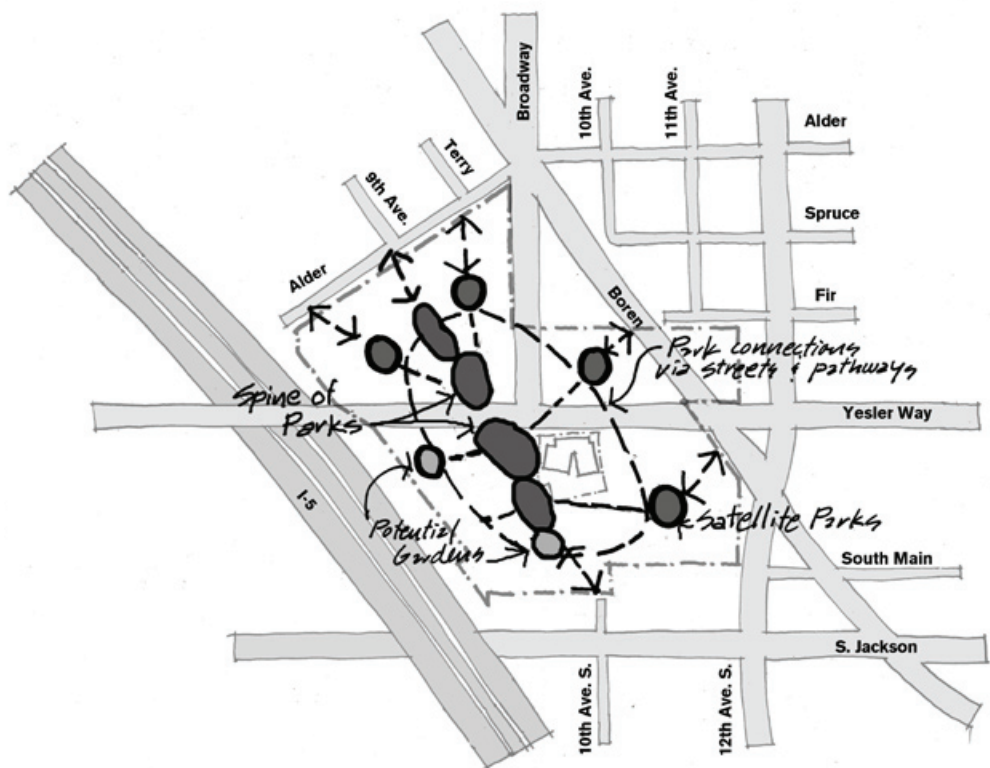 Broadway
10th Ave.
11th Ave.
Alder
Terry
9th Ave.
Spruce
Alder
Boren
Fir
Park connections
via streets & pathways
Spine of
Parks
Yesler Way
I-5
Potential
Gardens
Satellite Parks
South Main
S. Jackson
10th Ave. S.
12th Ave. S.